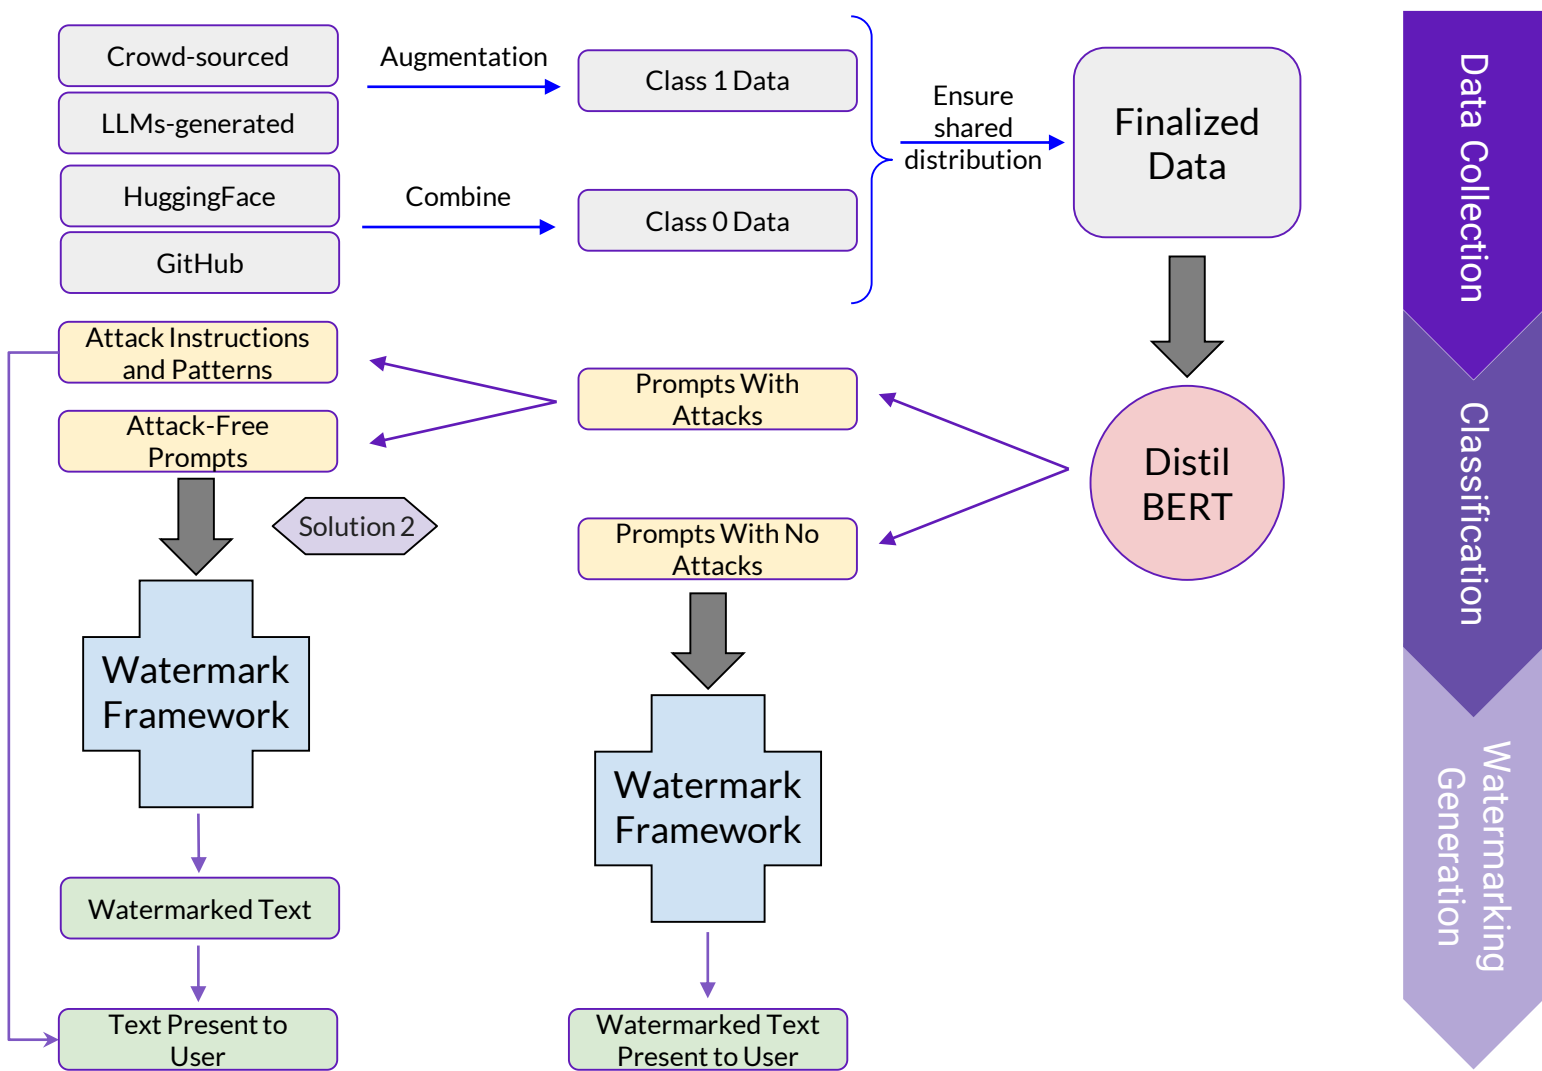 Crowd-sourced
LLMs-generated
HuggingFace
GitHub
Augmentation
Combine
Class 1 Data
Class 0 Data
Ensure
shared
distribution
Finalized
Data
Data Collection
Attack Instructions
and Patterns
Attack-Free
Prompts
Prompts With
Attacks
Prompts With No
Attacks
Distil
BERT
Classification
Solution 2
Watermark
Framework
Watermark
Framework
Watermarking
Generation
Watermarked Text
Text Present to
User
Watermarked Text
Present to User